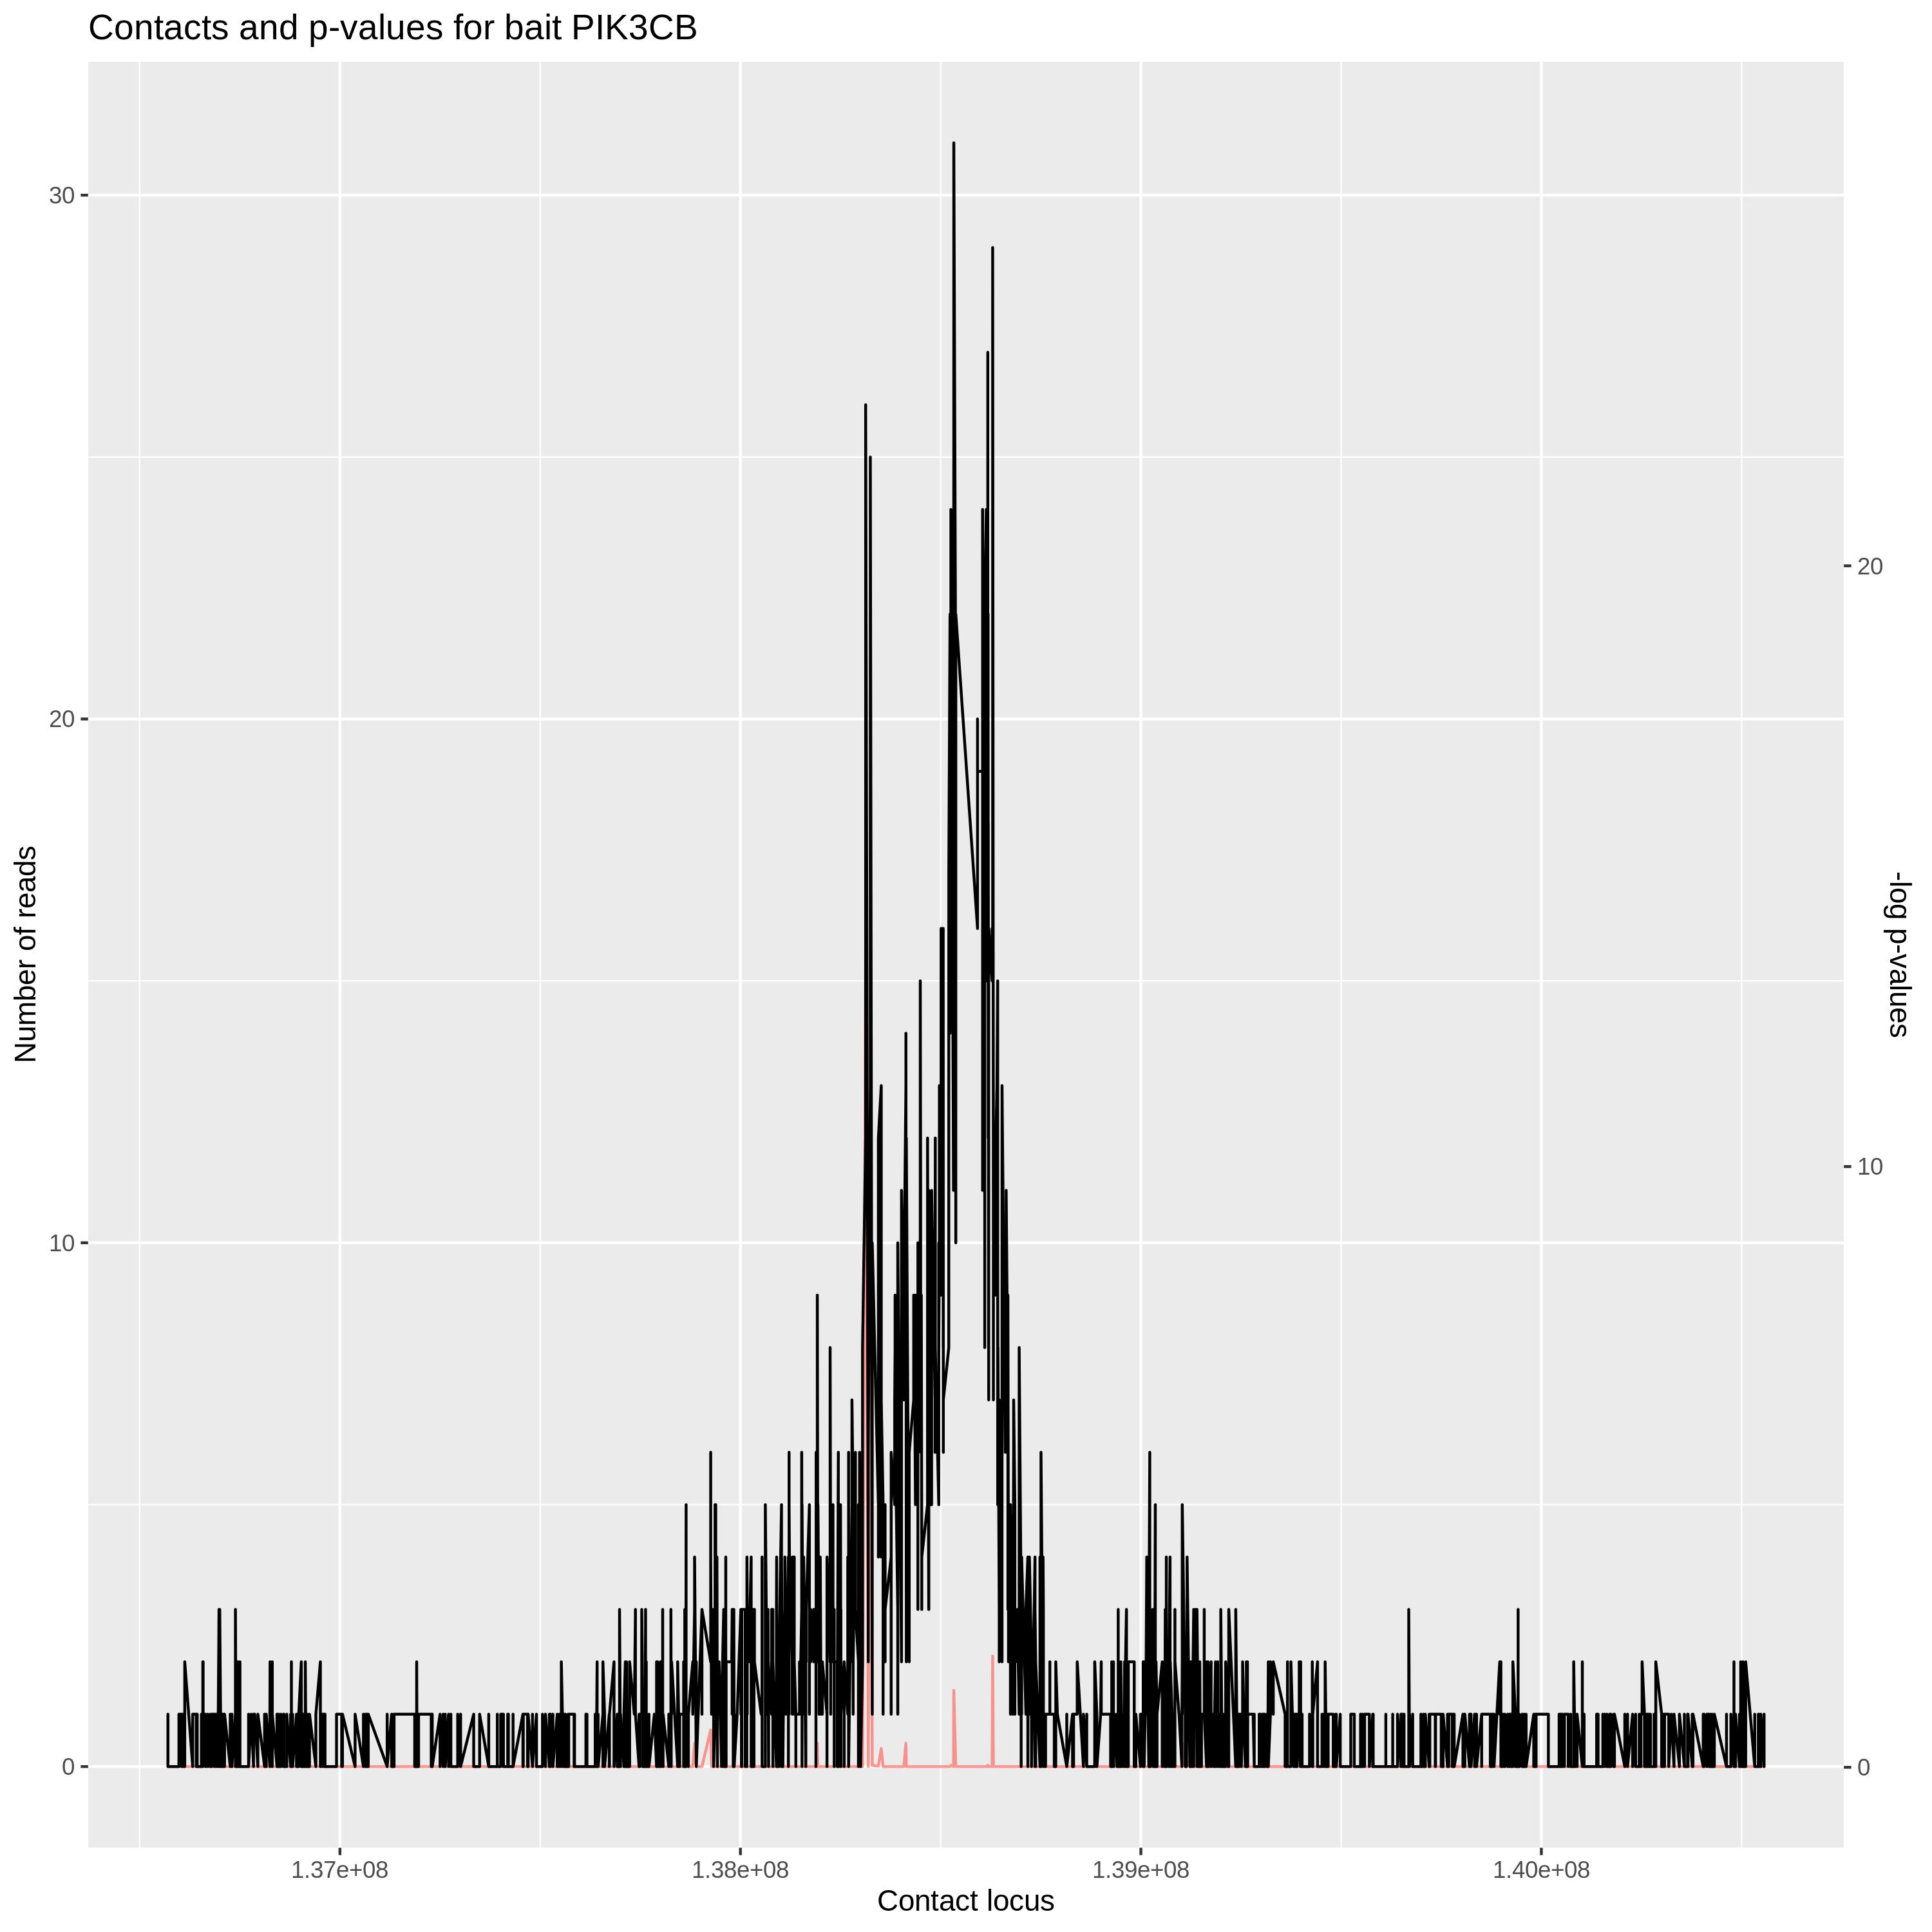 Contacts and p-values for bait PIK3CB
30
20
10
0
Number of reads
20
10
0
-log p-values
1.37e+08
1.38e+08
1.39e+08
1.40e+08
Contact locus